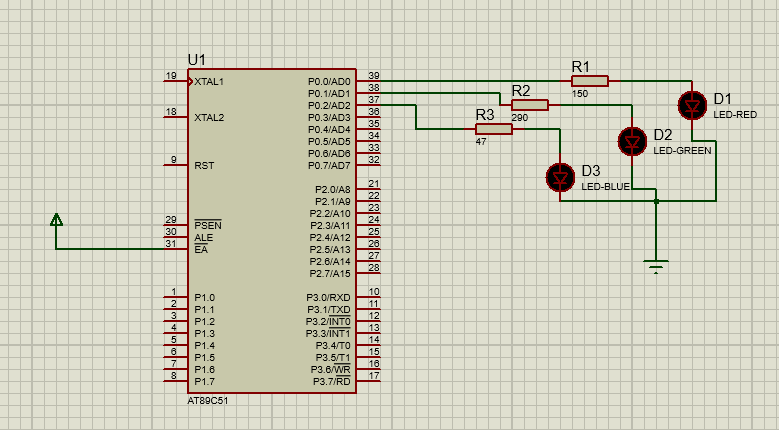 U1
19 XTAL1 P0.0/AD0 39
P0.1/AD1 38
P0.2/AD2 37
18 XTAL2 P0.3/AD3 36
P0.4/AD4 35
P0.5/AD5 34
P0.6/AD6 33
9 RST P0.7/AD7 32
P2.0/A8 21
P2.1/A9 22
P2.2/A10 23
29 PSEN P2.3/A11 24
30 ALE P2.4/A12 25
31 EA P2.5/A13 26
P2.6/A14 27
P2.7/A15 28
1 P1.0 P3.0/RXD 10
2 P1.1 P3.1/TXD 11
3 P1.2 P3.2/INT0 12
4 P1.3 P3.3/INT1 13
5 P1.4 P3.4/T0 14
6 P1.5 P3.5/T1 15
7 P1.6 P3.6/WR 16
8 P1.7 P3.7/RD 17
AT89C51
R1
150
R2
290
R3
47
D1
LED-RED
D2
LED-GREEN
D3
LED-BLUE